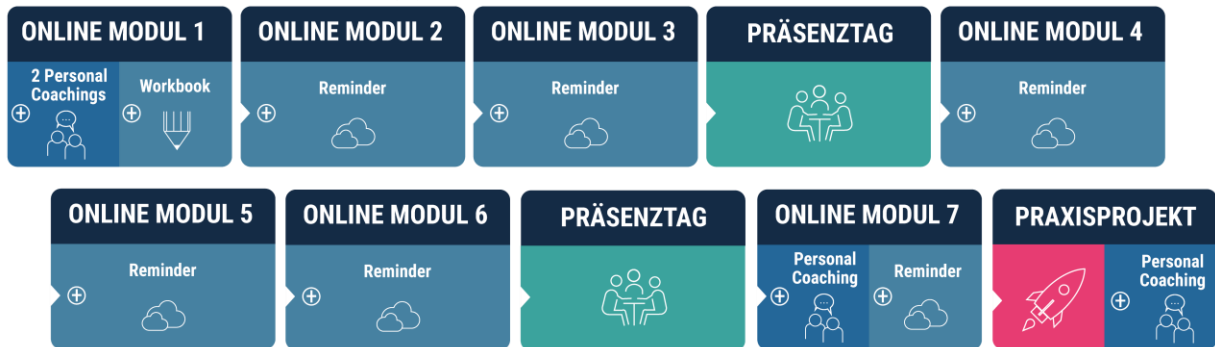 ONLINE MODUL 1
2 Personal
Coachings
Workbook
ONLINE MODUL 2
Reminder
ONLINE MODUL 3
Reminder
PRÄSENZTAG
ONLINE MODUL 4
Reminder
ONLINE MODUL 5
Reminder
ONLINE MODUL 6
Reminder
PRÄSENZTAG
ONLINE MODUL 7
Personal
Coaching
Reminder
PRAXISPROJEKT
Personal
Coaching